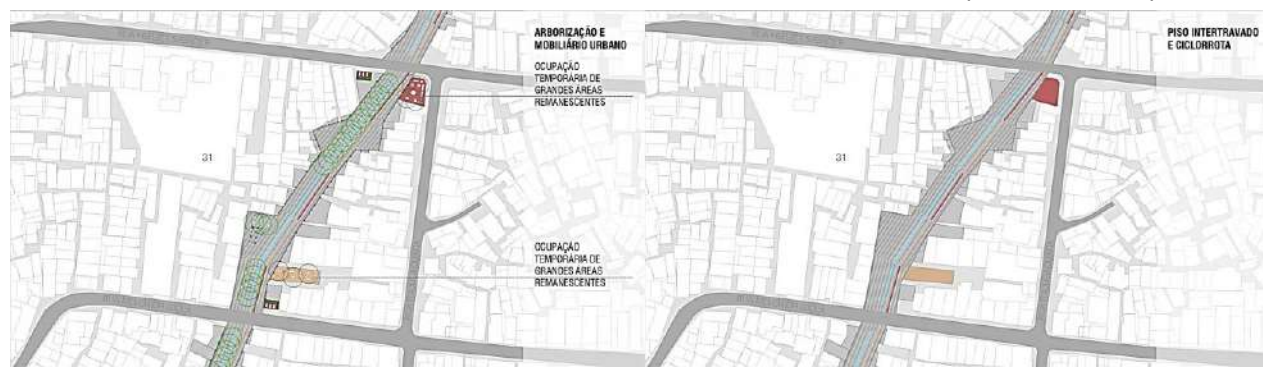 ARBORIZAÇÃO E
MOBILIÁRIO URBANO
OCUPAÇÃO
TEMPORÁRIA DE
GRANDES ÁREAS
REMANESCENTES
31
OCUPAÇÃO
TEMPORÁRIA DE
GRANDES ÁREAS
REMANESCENTES
PISO INTERTRAVADO
E CICLORROTA
31